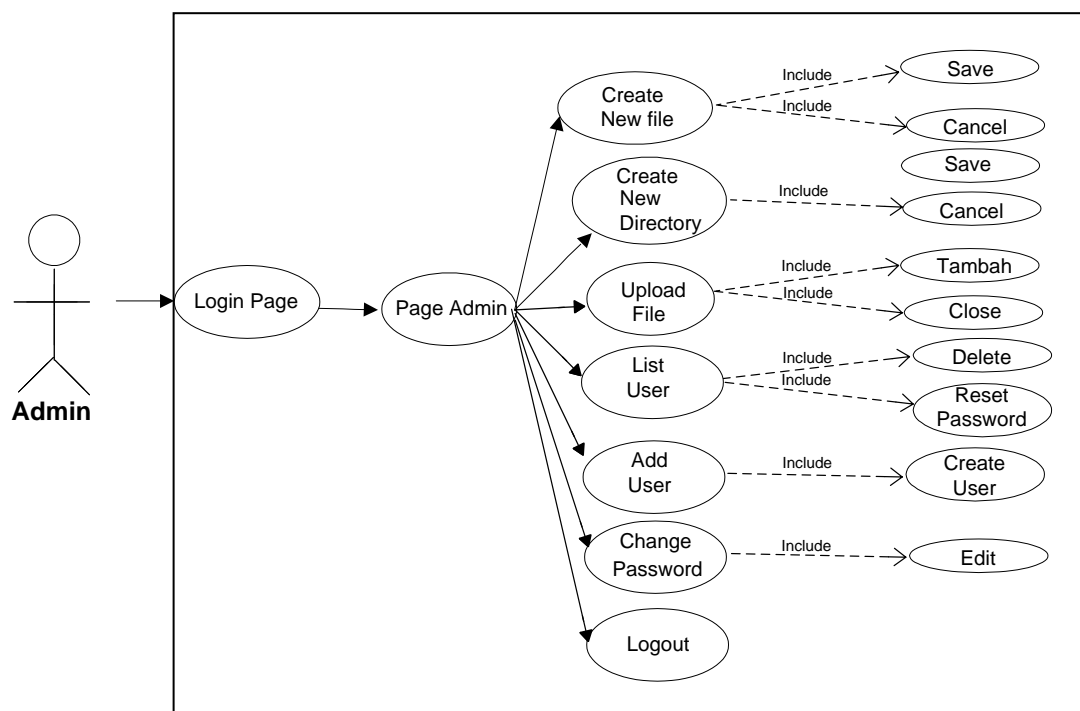 Admin
Login Page
Page Admin
Create
New file
Include
Save
Include
Cancel
Create
New
Directory
Save
Include
Cancel
Upload
File
Include
Tambah
Include
Close
List
User
Include
Delete
Include
Reset
Password
Add
User
Include
Create
User
Change
Password
Include
Edit
Logout